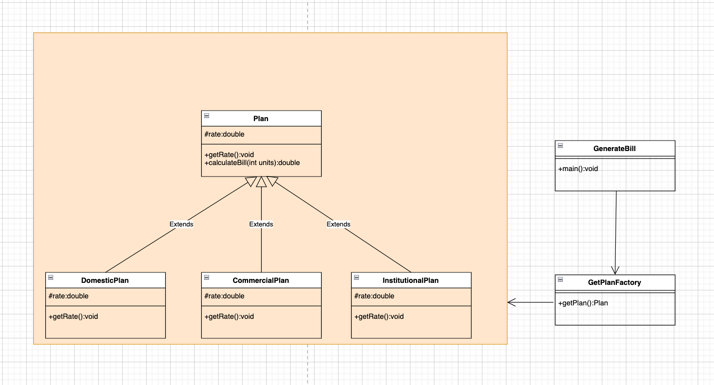 Plan
#rate:double
+getRate():void
+calculateBill(int units):double
GenerateBill
+main():void
Extends
Extends
Extends
DomesticPlan
#rate:double
+getRate():void
CommercialPlan
#rate:double
+getRate():void
InstitutionalPlan
#rate:double
+getRate():void
GetPlanFactory
+getPlan():Plan